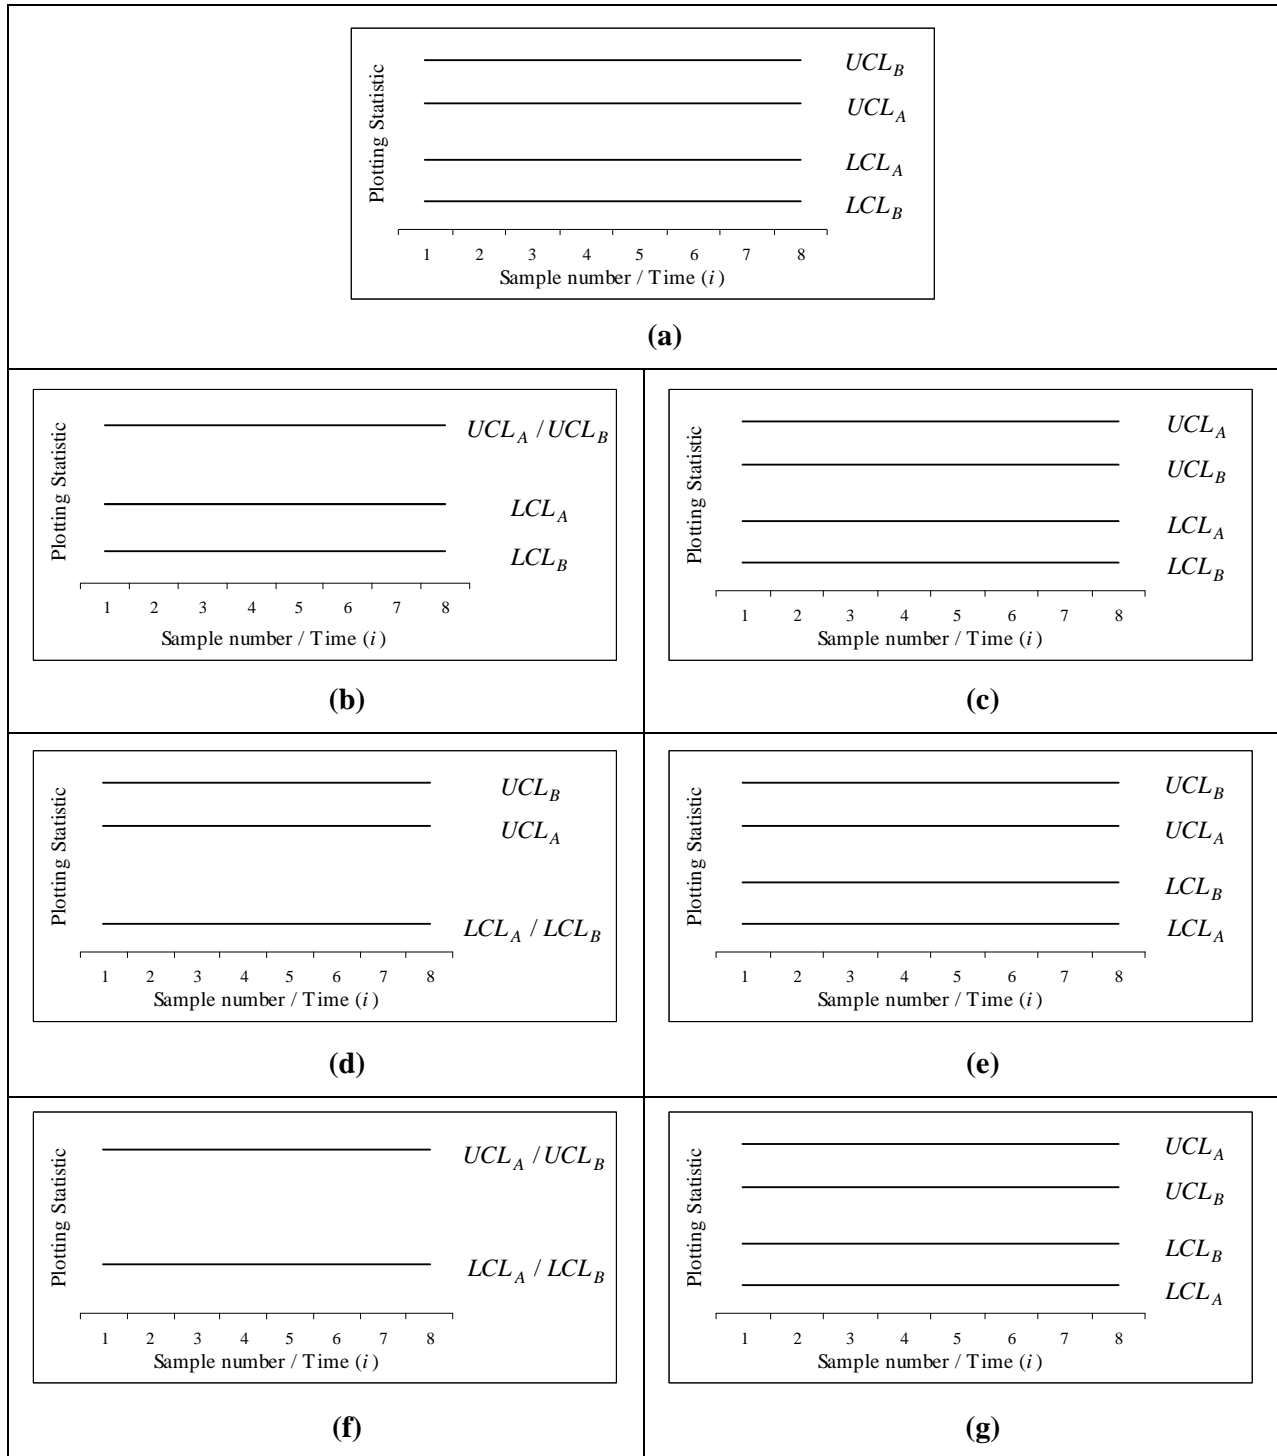 Plotting Statistic
UCL_B
UCL_A
LCL_A
LCL_B
1 2 3 4 5 6 7 8
Sample number / Time (i)
(a)
Plotting Statistic
UCL_A / UCL_B
LCL_A
LCL_B
1 2 3 4 5 6 7 8
Sample number / Time (i)
(b)
Plotting Statistic
UCL_A
UCL_B
LCL_A
LCL_B
1 2 3 4 5 6 7 8
Sample number / Time (i)
(c)
Plotting Statistic
UCL_B
UCL_A
LCL_A / LCL_B
1 2 3 4 5 6 7 8
Sample number / Time (i)
(d)
Plotting Statistic
UCL_B
UCL_A
LCL_B
LCL_A
1 2 3 4 5 6 7 8
Sample number / Time (i)
(e)
Plotting Statistic
UCL_A / UCL_B
LCL_A / LCL_B
1 2 3 4 5 6 7 8
Sample number / Time (i)
(f)
Plotting Statistic
UCL_A
UCL_B
LCL_B
LCL_A
1 2 3 4 5 6 7 8
Sample number / Time (i)
(g)